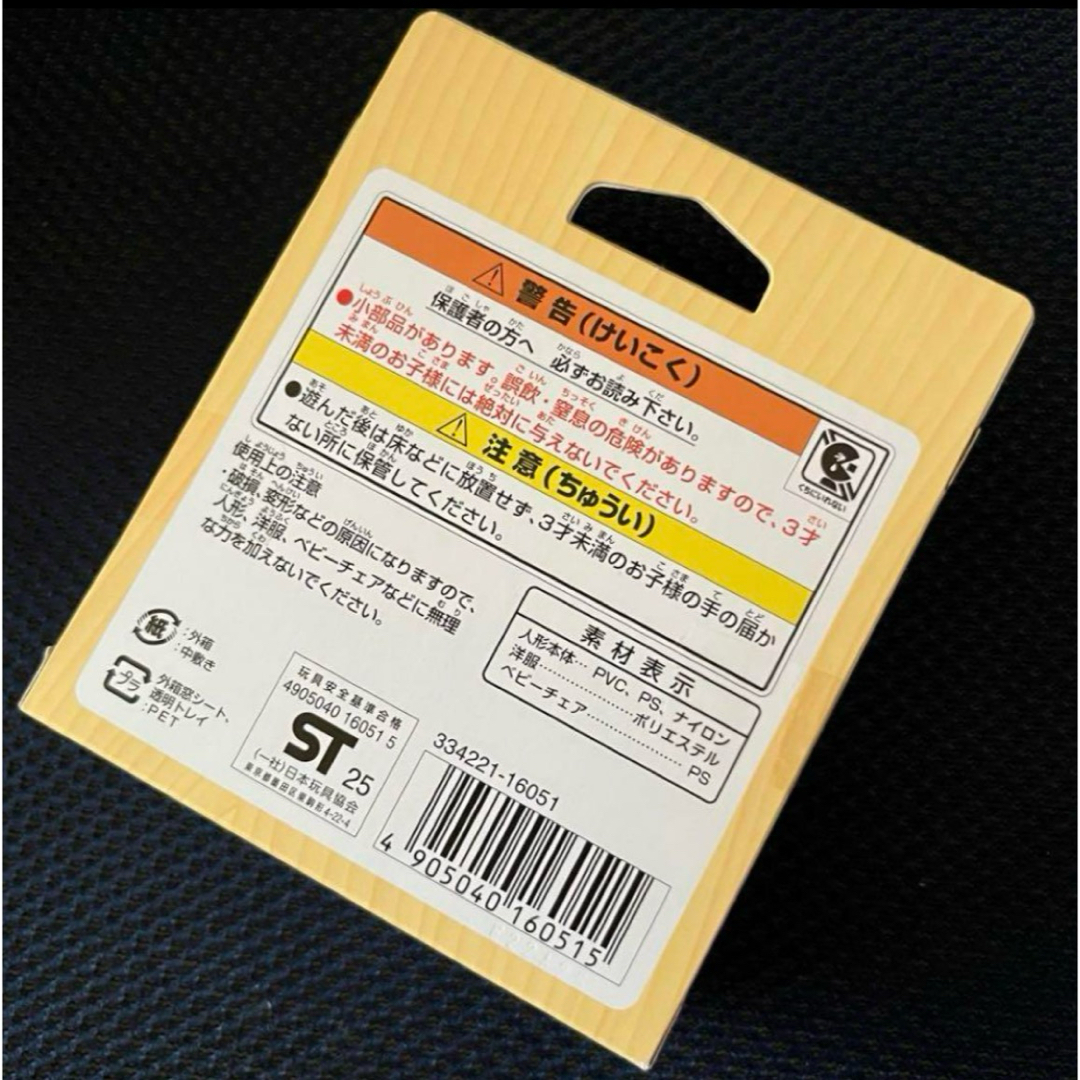 警告(けいこく)
保護者の方へ 必ずお読み下さい。
●小部品があります。誤飲・窒息の危険がありますので、3才
未満のお子様には絶対に与えないでください。
くちにいれない
注意(ちゅうい)
●遊んだ後は床などに放置せず、3才未満のお子様の手の届か
ない所に保管してください。
使用上の注意
・破損、変形などの原因になりますので、
人形、洋服、ベビーチェアなどに無理
な力を加えないでください。
素材表示
人形本体… PVC、PS、ナイロン
洋服………………ポリエステル
ベビーチェア……………… PS
紙 :外箱
:中敷き
プラ 外箱窓シート、
透明トレイ
:PET
玩具安全基準合格
4905040 16051 5
ST 25
(一社)日本玩具協会
東京都墨田区東駒形4-22-4
334221-16051
4 905040 160515